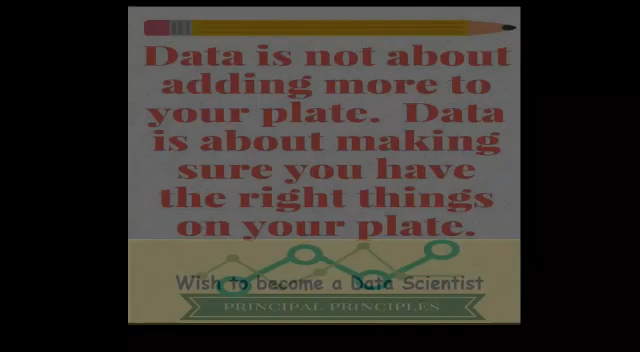 Data is not about
adding more to
your plate. Data
is about making
sure you have
the right things
on your plate.
Wish to become a Data Scientist
PRINCIPAL PRINCIPLES